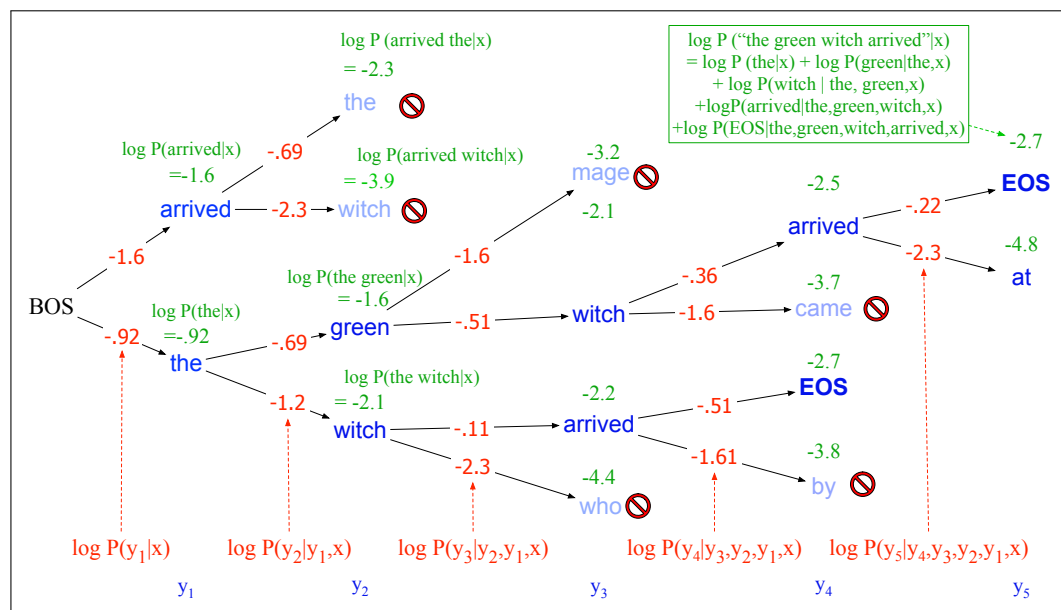 log P (arrived the|x)
= -2.3
the
-.69
log P(arrived|x)
=-1.6
arrived
log P(arrived witch|x)
= -3.9
-2.3
witch
-1.6
BOS
log P(the|x)
=-.92
-.92
the
log P(the green|x)
= -1.6
-.69
green
-1.6
-3.2
mage
-2.1
-.51
witch
-.36
-1.6
-2.5
arrived
-3.7
came
log P (“the green witch arrived”|x)
= log P (the|x) + log P(green|the,x)
+ log P(witch | the, green,x)
+logP(arrived|the,green,witch,x)
+log P(EOS|the,green,witch,arrived,x)
-2.7
EOS
-.22
-2.3
-4.8
at
-1.2
log P(the witch|x)
= -2.1
witch
-.11
-2.3
-2.2
arrived
-4.4
who
-.51
-1.61
-2.7
EOS
-3.8
by
log P(y1|x)
log P(y2|y1,x)
log P(y3|y2,y1,x)
log P(y4|y3,y2,y1,x)
log P(y5|y4,y3,y2,y1,x)
y1
y2
y3
y4
y5